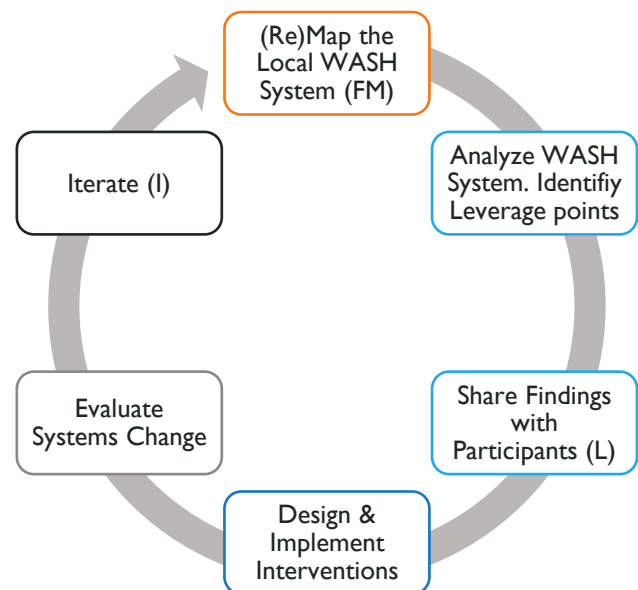 (Re)Map the
Local WASH
System (FM)
Analyze WASH
System. Identifiy
Leverage points
Share Findings
with
Participants (L)
Design &
Implement
Interventions
Evaluate
Systems Change
Iterate (I)